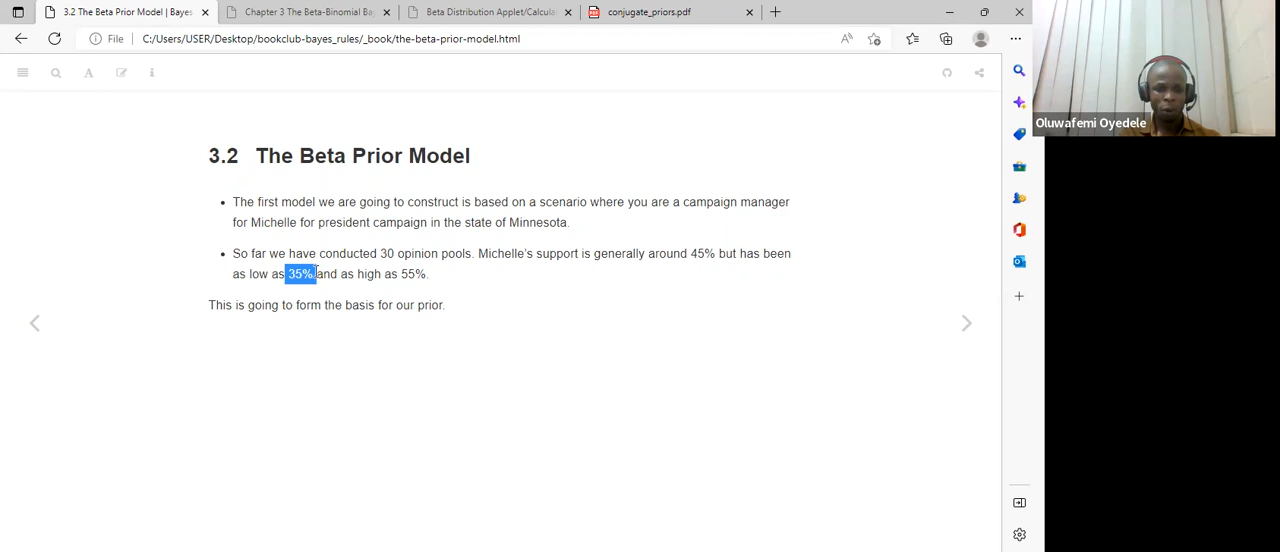 3.2 The Beta Prior Model | Bayes
Chapter 3 The Beta-Binomial Ba
Beta Distribution Applet/Calcula
conjugate_priors.pdf
File
C:/Users/USER/Desktop/bookclub-bayes_rules/_book/the-beta-prior-model.html
Oluwafemi Oyedele
3.2 The Beta Prior Model
The first model we are going to construct is based on a scenario where you are a campaign manager
for Michelle for president campaign in the state of Minnesota.
So far we have conducted 30 opinion pools. Michelle's support is generally around 45% but has been
as low as 35% and as high as 55%.
This is going to form the basis for our prior.